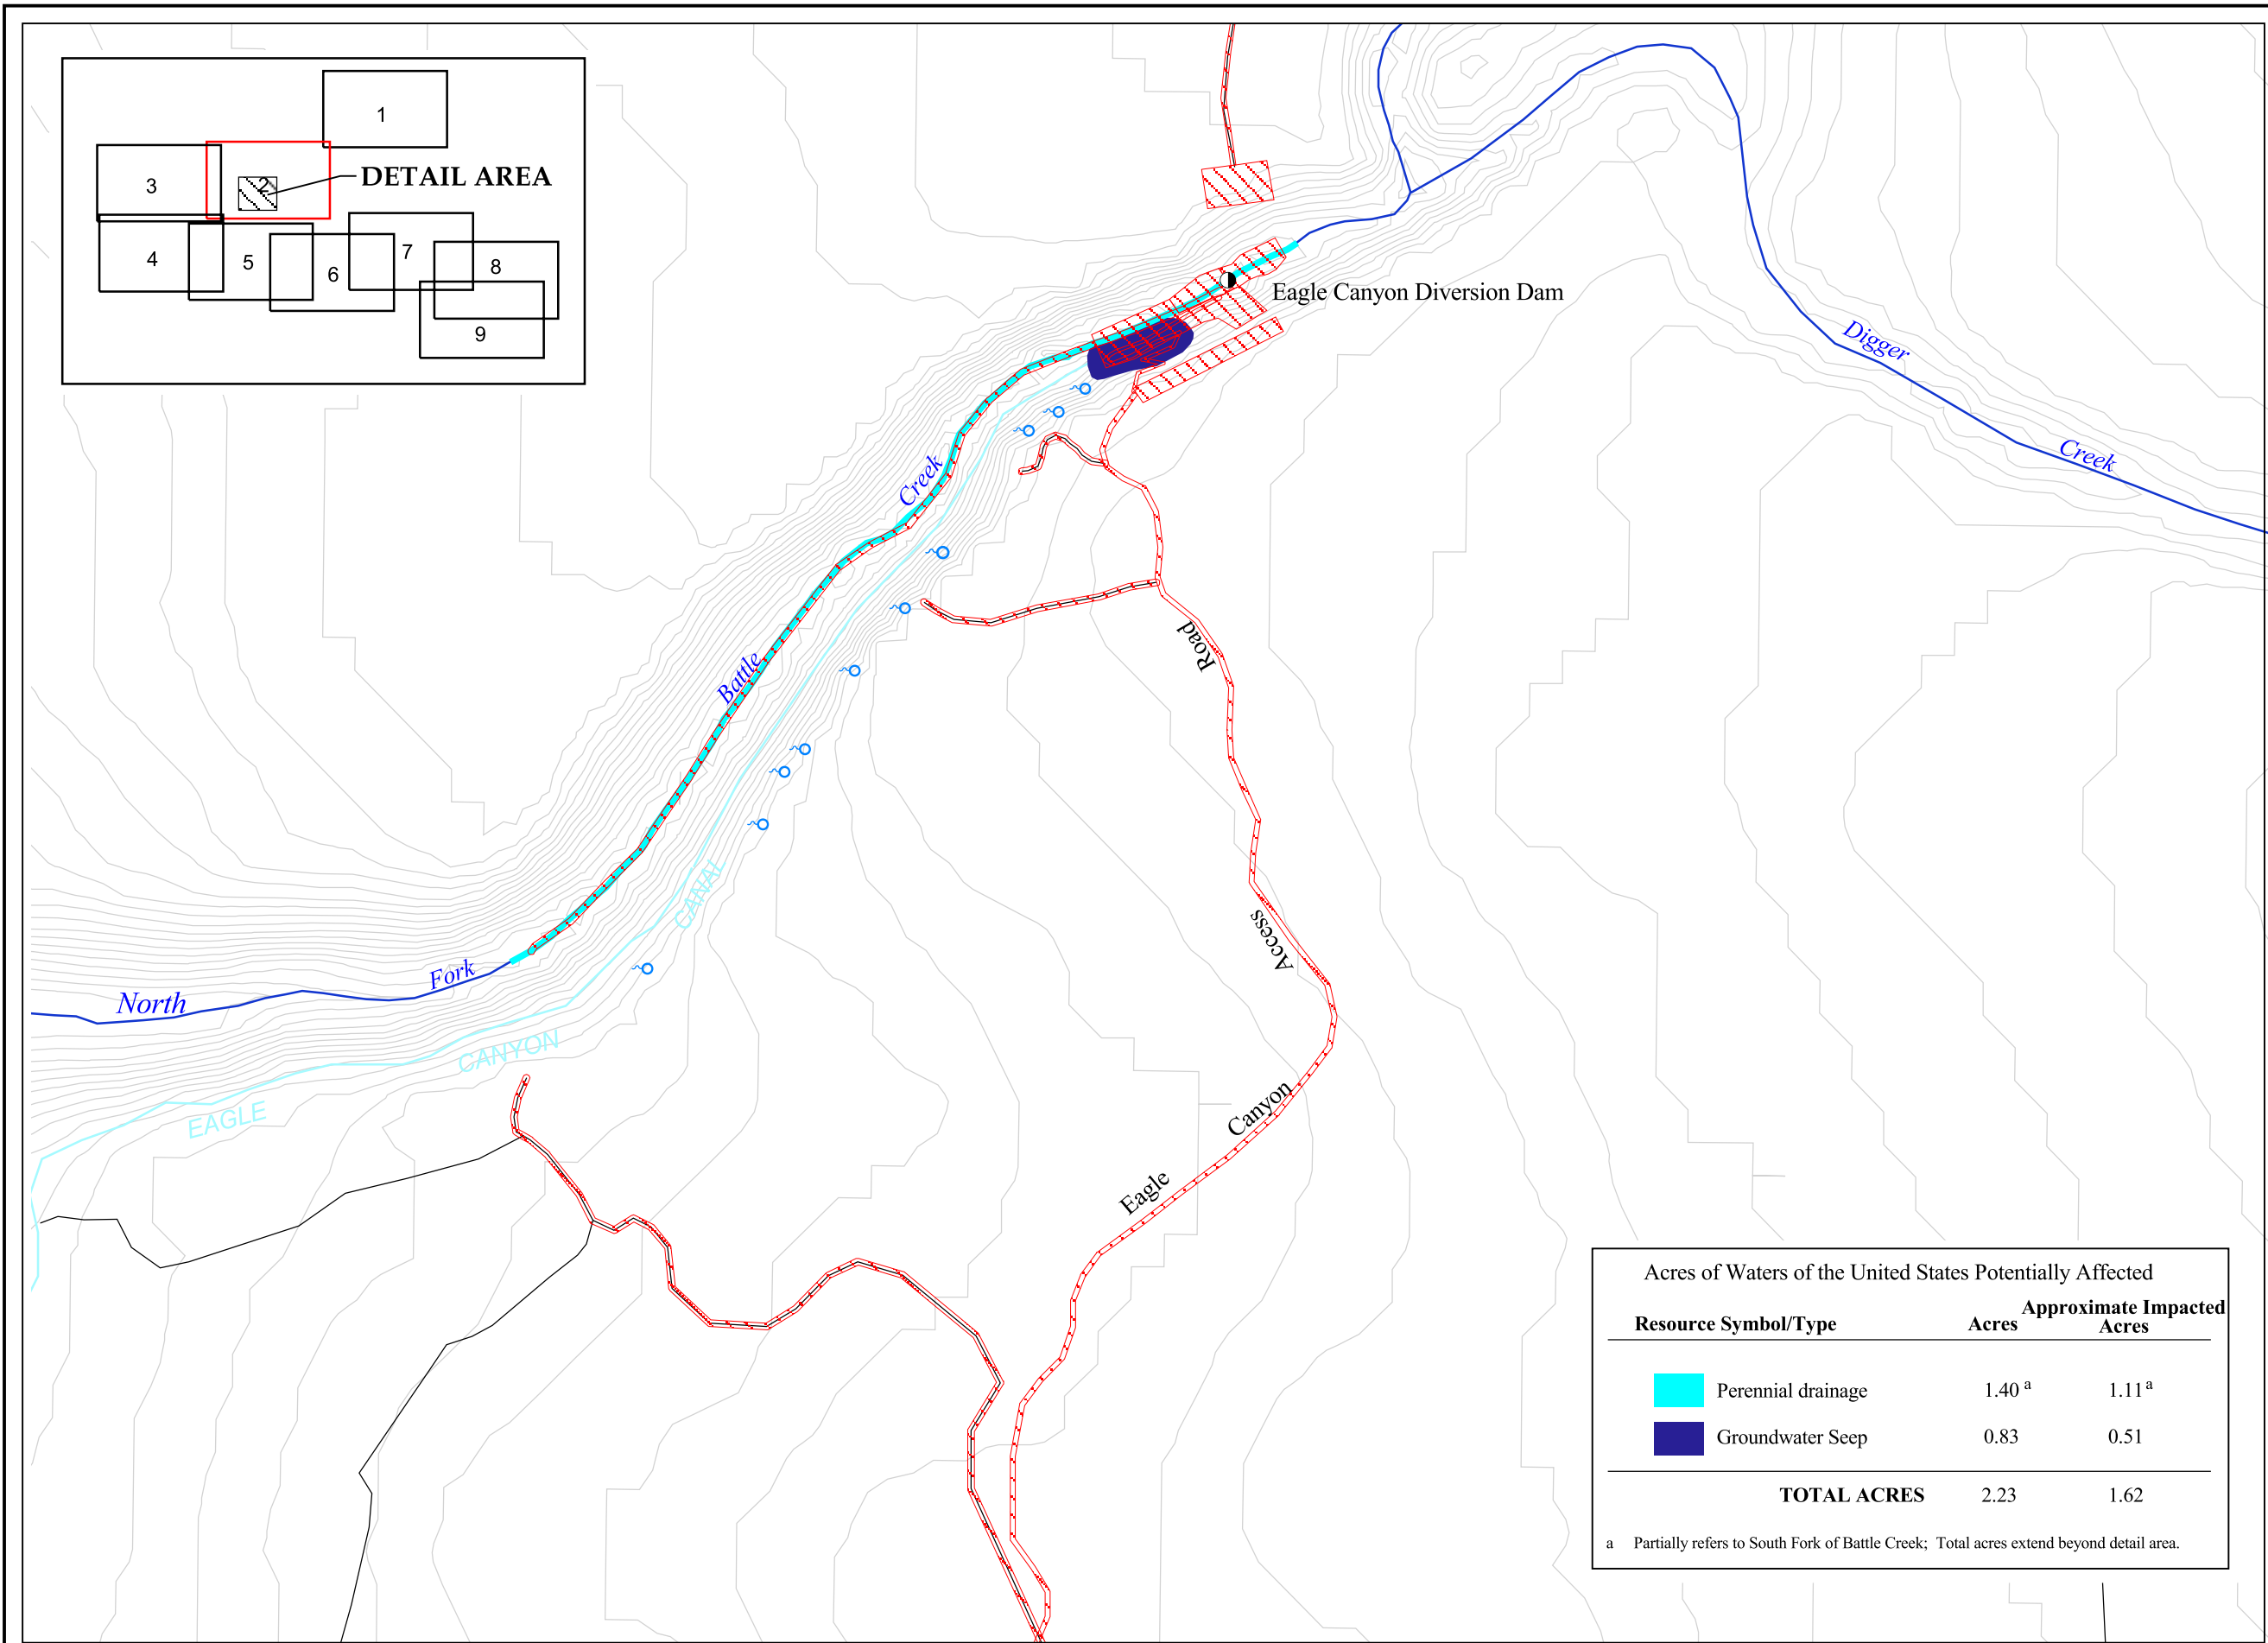 1
2
3
DETAIL AREA
4
5
6
7
8
9
Eagle Canyon Diversion Dam
Digger
Creek
Creek
Battle
Fork
North
Road
Access
Canyon
Eagle
CANAL
CANYON
EAGLE
Acres of Waters of the United States Potentially Affected
Resource Symbol/Type Acres Approximate Impacted Acres
Perennial drainage 1.40 a 1.11 a
Groundwater Seep 0.83 0.51
TOTAL ACRES 2.23 1.62
a Partially refers to South Fork of Battle Creek; Total acres extend beyond detail area.